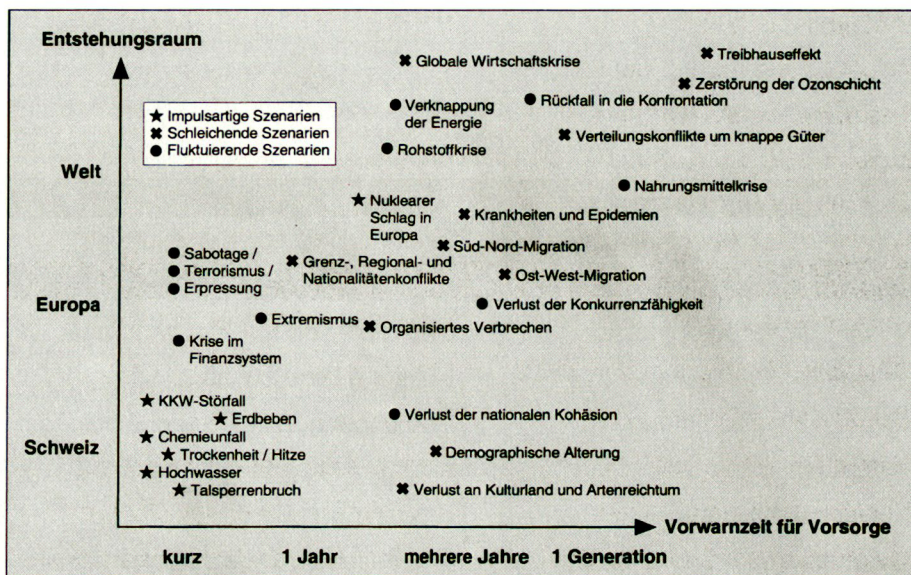 Entstehungsraum
Impulsartige Szenarien
Schleichende Szenarien
Fluktuierende Szenarien
Globale Wirtschaftskrise
Treibhauseffekt
Zerstörung der Ozonschicht
Verknappung
der Energie
Rückfall in die Konfrontation
Verteilungskonflikte um knappe Güter
Rohstoffkrise
Welt
Nahrungsmittelkrise
Nuklearer
Schlag in
Europa
Krankheiten und Epidemien
Süd-Nord-Migration
Sabotage /
Terrorismus /
Erpressung
Grenz-, Regional- und
Nationalitätenkonflikte
Ost-West-Migration
Europa
Verlust der Konkurrenzfähigkeit
Extremismus
Organisiertes Verbrechen
Krise im
Finanzsystem
KKW-Störfall
Erdbeben
Verlust der nationalen Kohäsion
Chemieunfall
Schweiz
Trockenheit / Hitze
Demographische Alterung
Hochwasser
Talsperrenbruch
Verlust an Kulturland und Artenreichtum
Vorwarnzeit für Vorsorge
kurz 1 Jahr mehrere Jahre 1 Generation